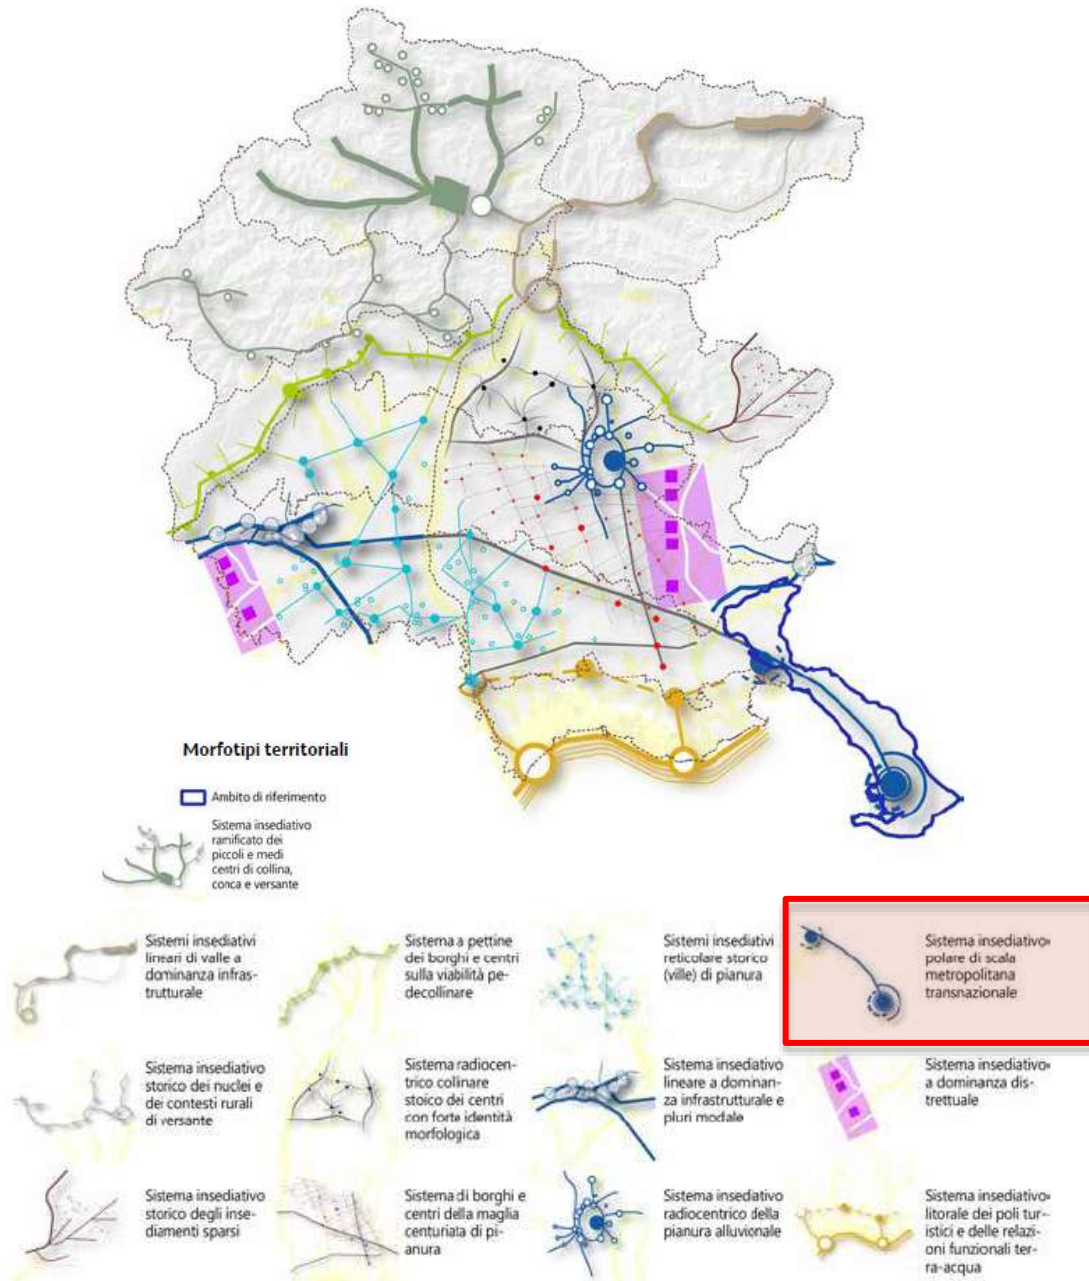 Morfotipi territoriali
Ambito di riferimento
Sistema insediativo
ramificato dei
piccoli e medi
centri di collina,
conca e versante
Sistemi insediativi
lineari di valle a
dominanza infras-
trutturale
Sistema a pettine
dei borghi e centri
sulla viabilità pe-
decollinare
Sistemi insediativi
reticolare storico
(ville) di pianura
Sistema insediativo
polare di scala
metropolitana
transnazionale
Sistema insediativo
storico dei nuclei e
dei contesti rurali
di versante
Sistema radiocen-
trico collinare
stoico dei centri
con forte identità
morfologica
Sistema insediativo
lineare a dominan-
za infrastrutturale e
pluri modale
Sistema insediativo
a dominanza dis-
trettuale
Sistema insediativo
storico degli inse-
diamenti sparsi
Sistema di borghi e
centri della maglia
centuriata di pi-
anura
Sistema insediativo
radiocentrico della
pianura alluvionale
Sistema insediativo
litorale dei poli tur-
istici e delle relazi-
oni funzionali ter-
ra-acqua